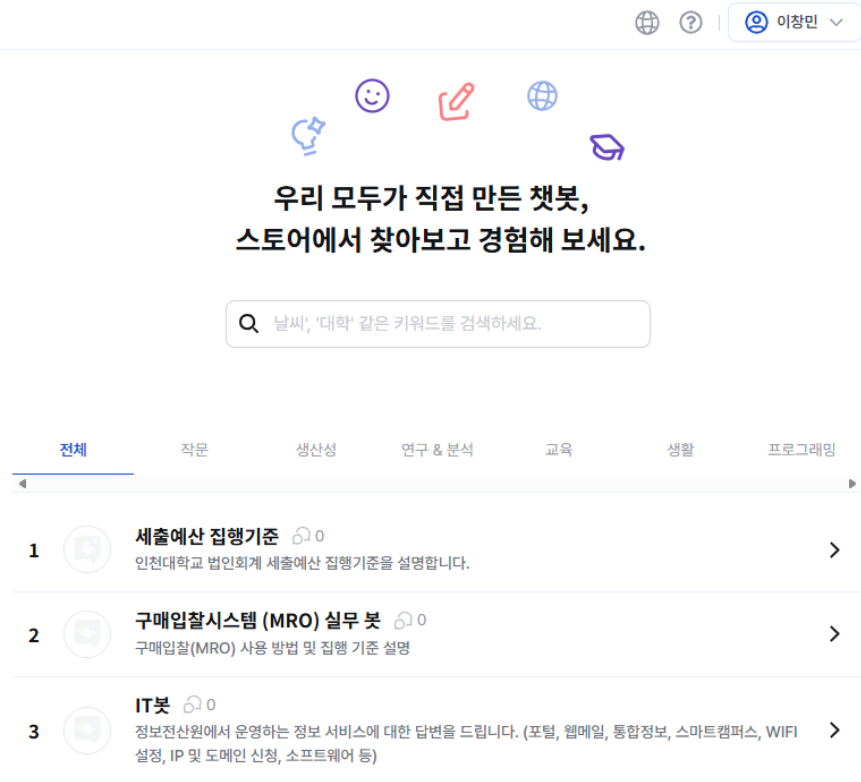 이창민
우리 모두가 직접 만든 챗봇,
스토어에서 찾아보고 경험해 보세요.
날씨', '대학' 같은 키워드를 검색하세요.
전체 작문 생산성 연구 & 분석 교육 생활 프로그래밍
1 세출예산 집행기준 0
인천대학교 법인회계 세출예산 집행기준을 설명합니다.
2 구매입찰시스템 (MRO) 실무 봇 0
구매입찰(MRO) 사용 방법 및 집행 기준 설명
3 IT봇 0
정보전산원에서 운영하는 정보 서비스에 대한 답변을 드립니다. (포털, 웹메일, 통합정보, 스마트캠퍼스, WIFI
설정, IP 및 도메인 신청, 소프트웨어 등)